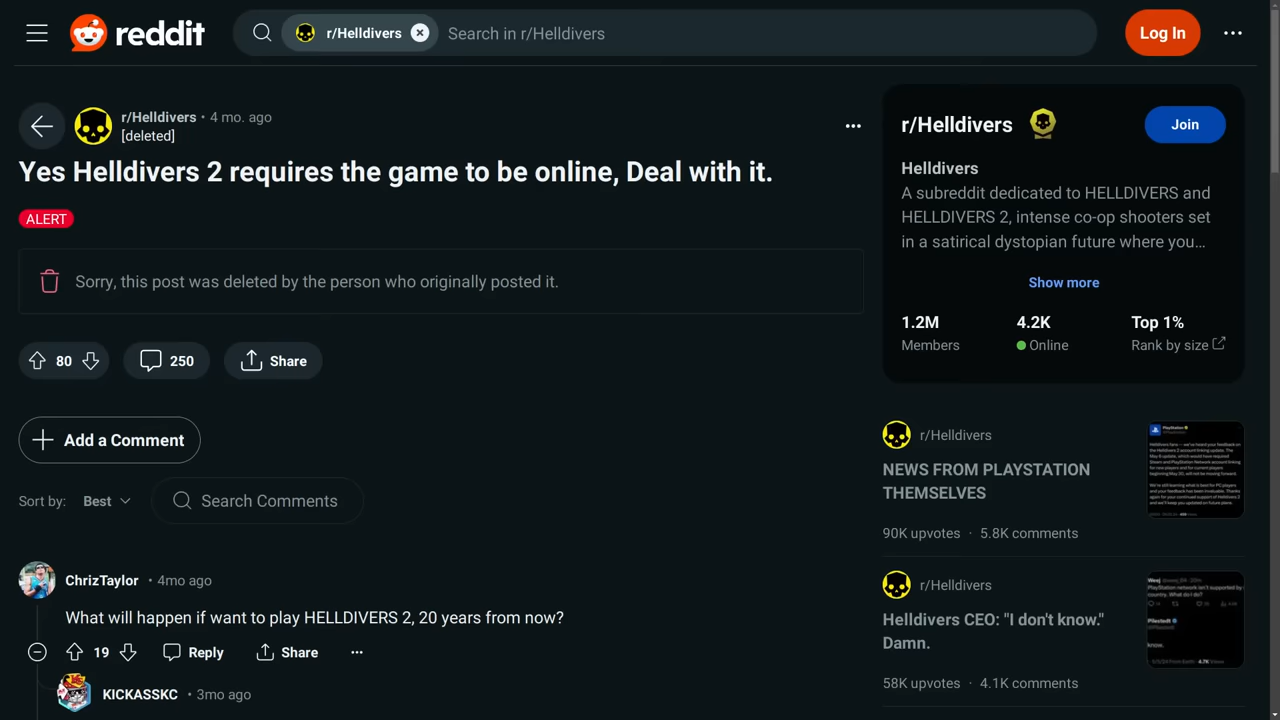 reddit
r/Helldivers
Search in r/Helldivers
Log In
r/Helldivers • 4 mo. ago
[deleted]
Yes Helldivers 2 requires the game to be online, Deal with it.
ALERT
Sorry, this post was deleted by the person who originally posted it.
80
250
Share
Add a Comment
Sort by: Best
Search Comments
ChrizTaylor • 4mo ago
What will happen if want to play HELLDIVERS 2, 20 years from now?
19
Reply
Share
KICKASSKC • 3mo ago
r/Helldivers
Join
Helldivers
A subreddit dedicated to HELLDIVERS and
HELLDIVERS 2, intense co-op shooters set
in a satirical dystopian future where you...
Show more
1.2M 4.2K Top 1%
Members Online Rank by size
r/Helldivers
NEWS FROM PLAYSTATION
THEMSELVES
90K upvotes · 5.8K comments
r/Helldivers
Helldivers CEO: "I don't know."
Damn.
58K upvotes · 4.1K comments